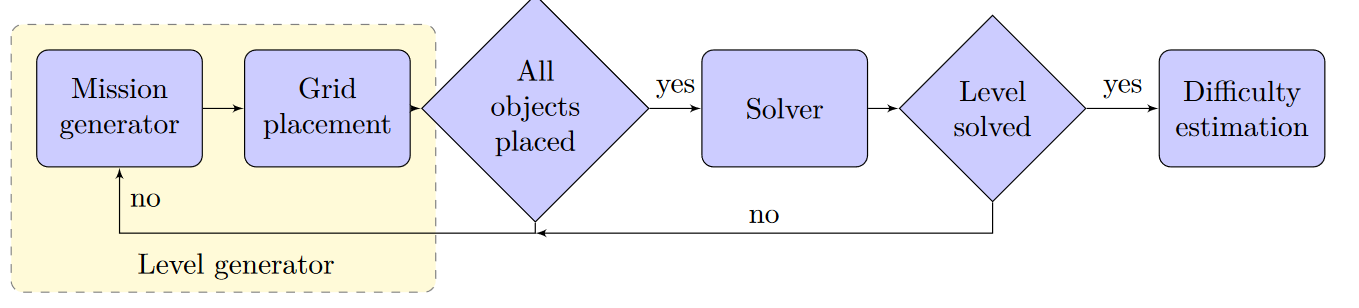 Mission
generator
Grid
placement
All
objects
placed
yes
Solver
Level
solved
yes
Difficulty
estimation
no
no
Level generator